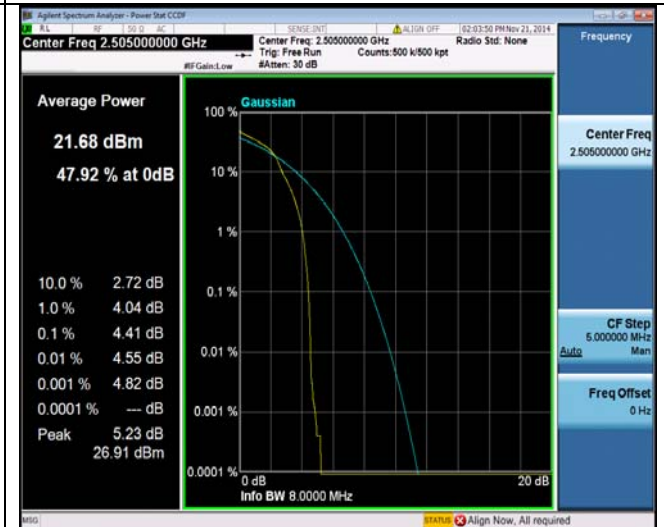 Agilent Spectrum Analyzer - Power Stat CCDF
RL RF 50 Ω AC SENSE:INT ALIGN OFF 02:03:50 PM Nov 21, 2014
Center Freq 2.505000000 GHz
Center Freq: 2.505000000 GHz Radio Std: None
Trig: Free Run Counts:500 k/500 kpt
#IFGain:Low #Atten: 30 dB
Frequency
Average Power
21.68 dBm
47.92 % at 0dB
10.0 % 2.72 dB
1.0 % 4.04 dB
0.1 % 4.41 dB
0.01 % 4.55 dB
0.001 % 4.82 dB
0.0001 % --- dB
Peak 5.23 dB
26.91 dBm
100 % Gaussian
10 %
1 %
0.1 %
0.01 %
0.001 %
0.0001 %
0 dB 20 dB
Info BW 8.0000 MHz
Center Freq
2.505000000 GHz
CF Step
5.000000 MHz
Auto Man
Freq Offset
0 Hz
MSG STATUS Align Now, All required